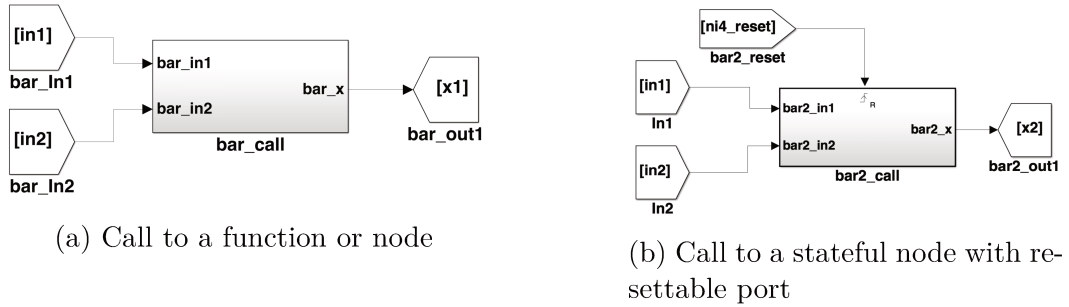 [in1]
bar_In1
[in2]
bar_In2
bar_in1
bar_in2
bar_x
bar_call
[x1]
bar_out1
(a) Call to a function or node
[ni4_reset]
bar2_reset
[in1]
In1
[in2]
In2
R
bar2_in1
bar2_in2
bar2_x
bar2_call
[x2]
bar2_out1
(b) Call to a stateful node with re-
settable port